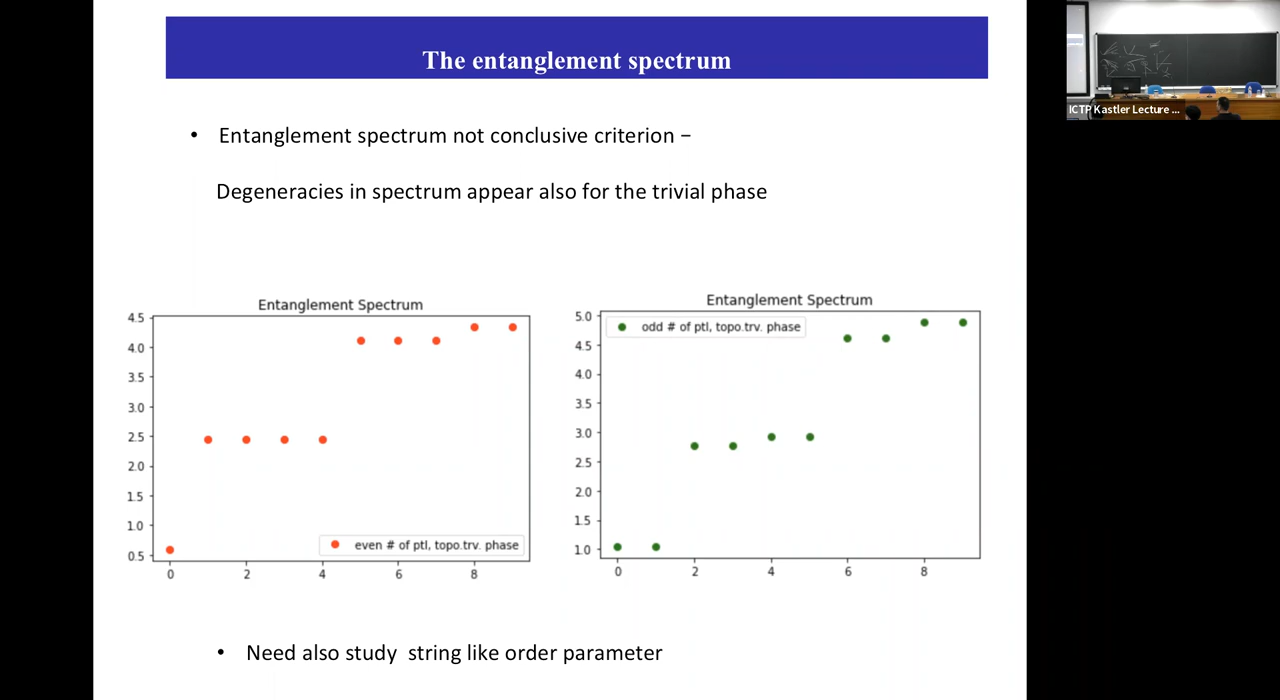 The entanglement spectrum
ICTP Kastler Lecture ...
• Entanglement spectrum not conclusive criterion –
Degeneracies in spectrum appear also for the trivial phase
Entanglement Spectrum
4.5
4.0
3.5
3.0
2.5
2.0
1.5
1.0
0.5
even # of ptl, topo.trv. phase
0 2 4 6 8
Entanglement Spectrum
5.0
4.5
4.0
3.5
3.0
2.5
2.0
1.5
1.0
odd # of ptl, topo.trv. phase
0 2 4 6 8
• Need also study string like order parameter